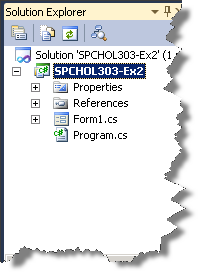 Solution Explorer
Solution 'SPCHOL303-Ex2' (1
SPCHOL303-Ex2
Properties
References
Form1.cs
Program.cs